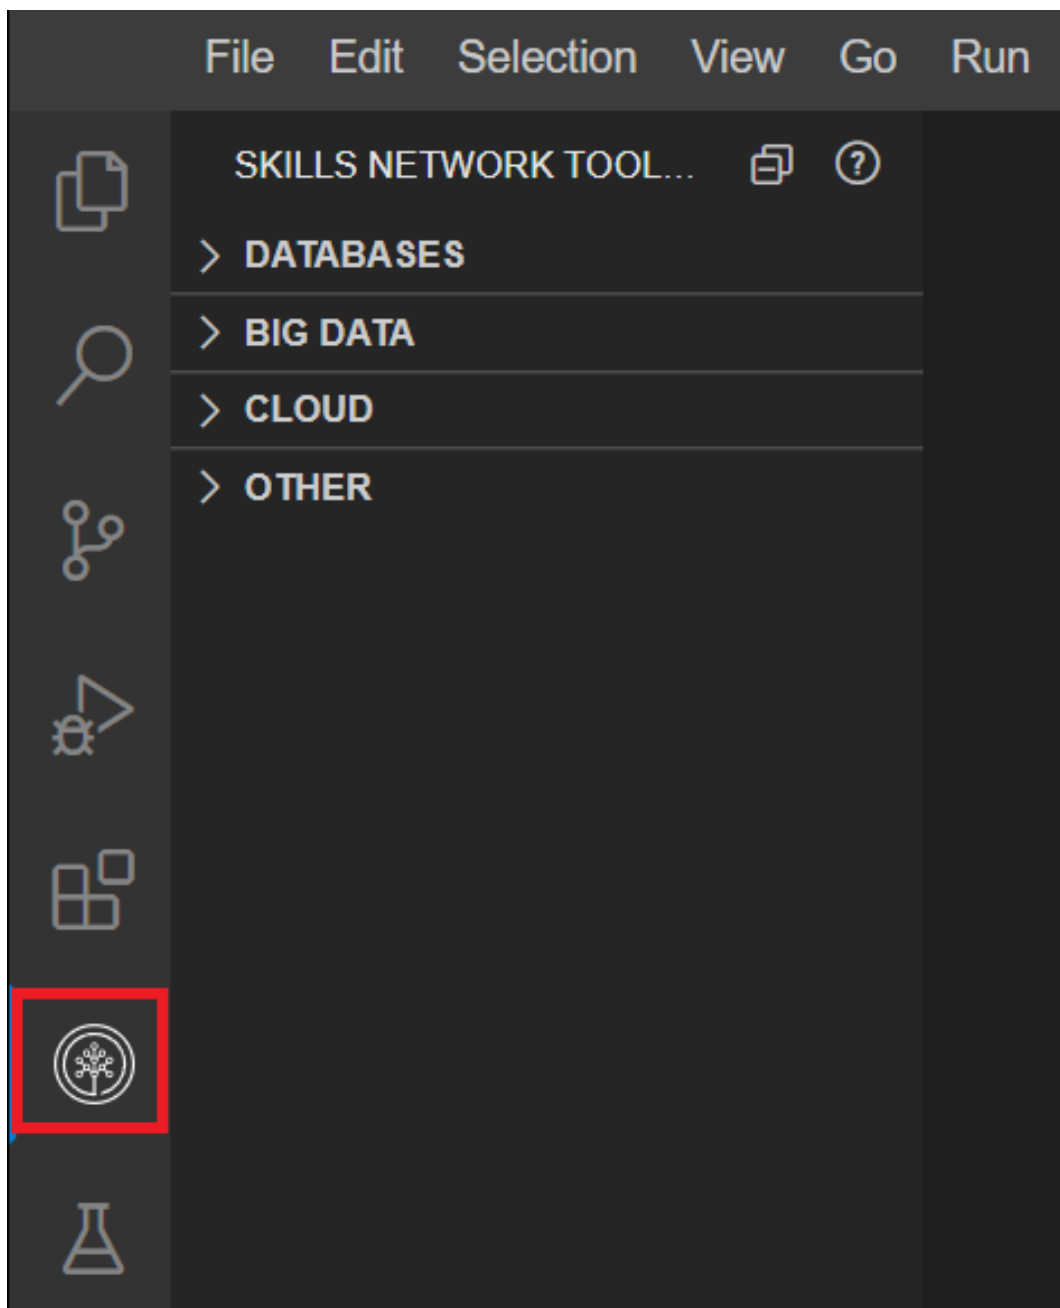 File Edit Selection View Go Run
SKILLS NETWORK TOOL...
DATABASES
BIG DATA
CLOUD
OTHER